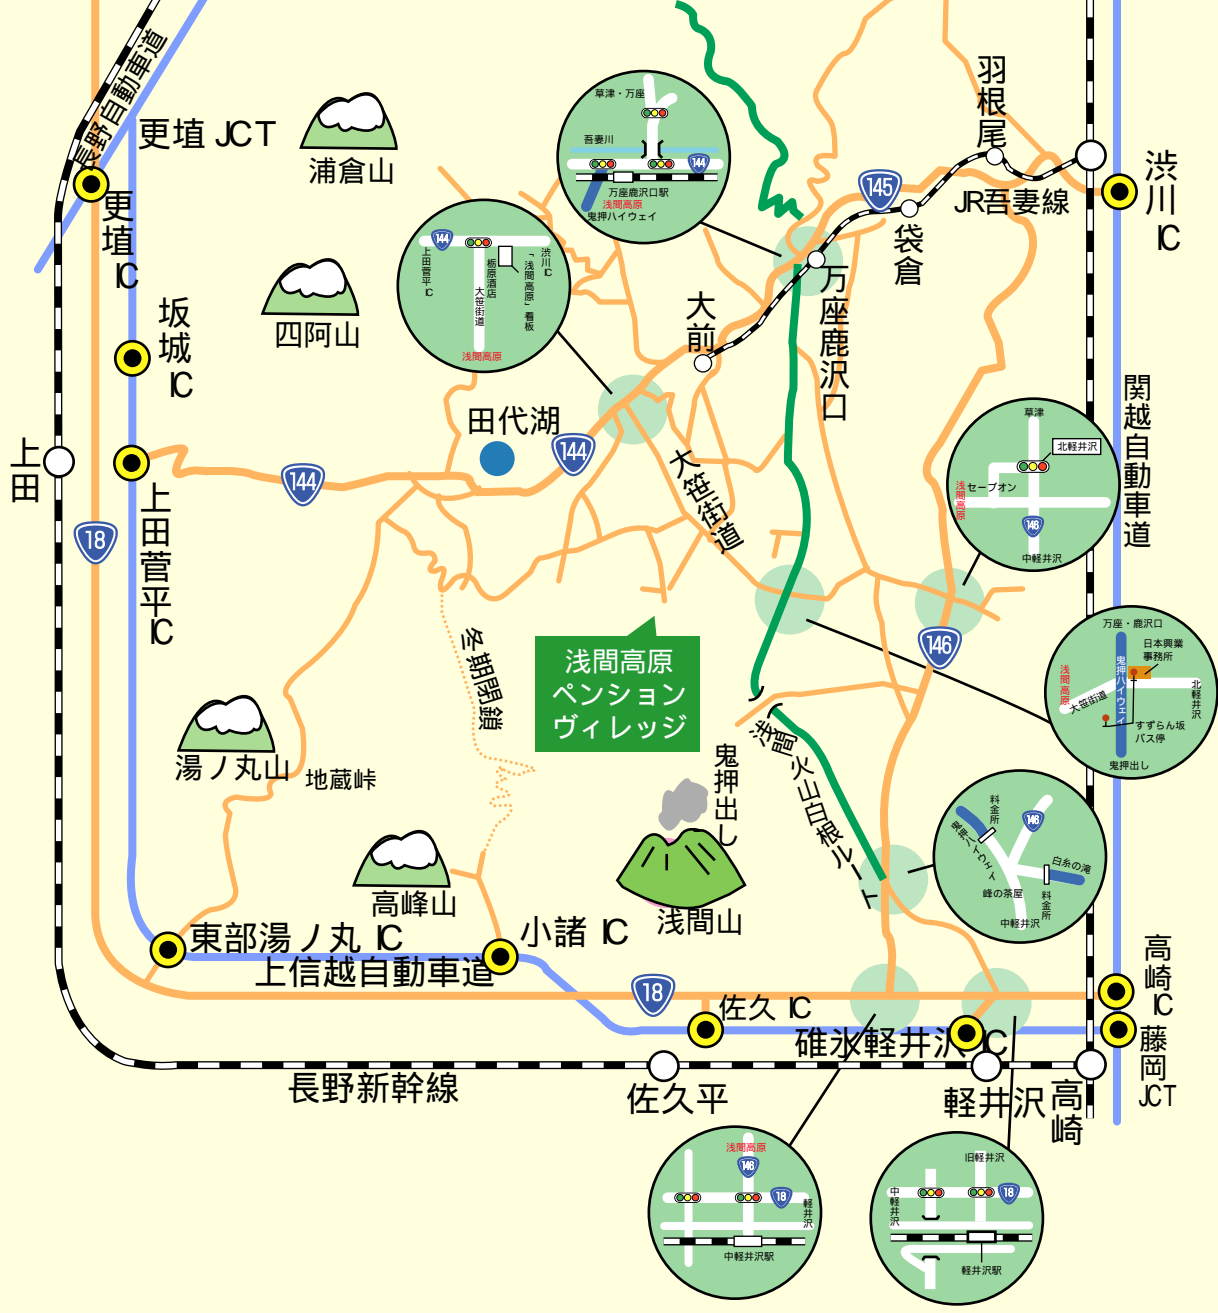 長野自動車道
更埴 JCT
更埴IC
浦倉山
四阿山
坂城IC
上田
上田菅平IC
18
144
144
田代湖
大前
大笹街道
万座鹿沢口
145
袋倉
羽根尾
JR吾妻線
渋川IC
関越自動車道
146
冬期閉鎖
浅間高原
ペンション
ヴィレッジ
鬼押出し
浅間火山白根ルート
浅間山
湯ノ丸山
地蔵峠
高峰山
東部湯ノ丸 IC
上信越自動車道
小諸 IC
18
佐久 IC
碓氷軽井沢 IC
高崎IC
藤岡JCT
長野新幹線
佐久平
軽井沢
高崎
草津・万座
吾妻川
144
万座鹿沢口駅
浅間高原
鬼押ハイウェイ
144
上田菅平IC
大笹街道
栃原酒店
「浅間高原」看板
渋川IC
浅間高原
草津
北軽井沢
セーブオン
浅間高原
146
中軽井沢
万座・鹿沢口
日本興業
事務所
浅間高原
鬼押ハイウェイ
大笹街道
北軽井沢
すずらん坂
バス停
鬼押出し
料金所
146
鬼押ハイウェイ
白糸の滝
峰の茶屋
料金所
中軽井沢
浅間高原
146
18
軽井沢
中軽井沢駅
旧軽井沢
中軽井沢
18
軽井沢駅